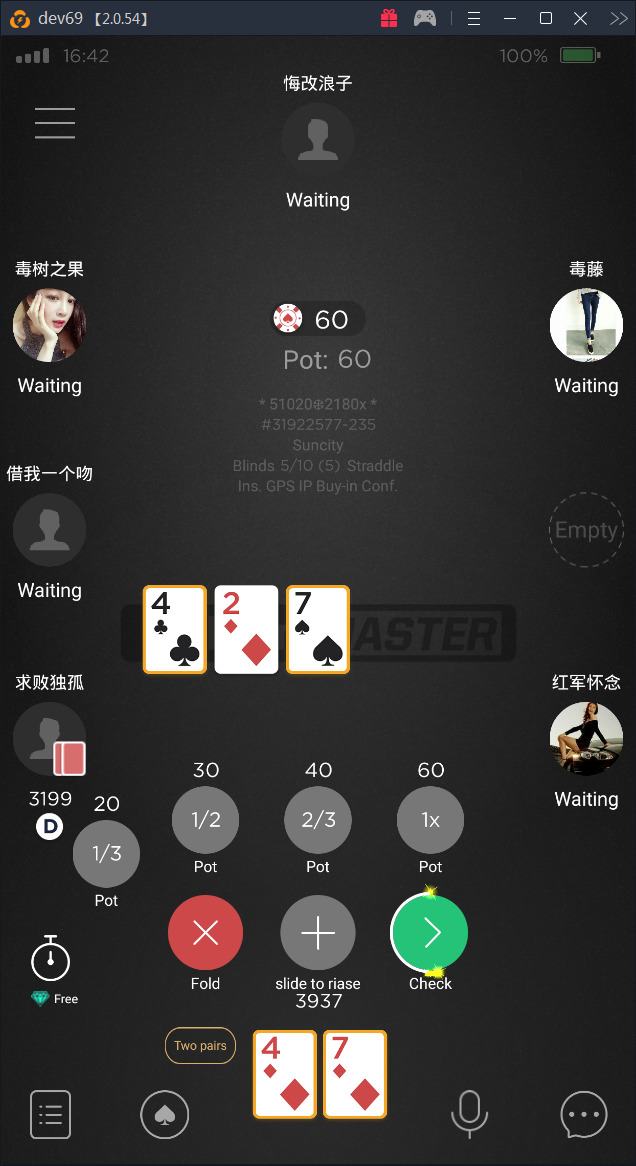 dev69 【2.0.54】
16:42
100%
悔改浪子
Waiting
毒树之果
毒藤
60
Waiting
Waiting
Pot: 60
* 51020❄2180x *
#31922577-235
Suncity
Blinds 5/10 (5) Straddle
Ins. GPS IP Buy-in Conf.
借我一个吻
Empty
Waiting
4
2
7
ASTER
求败独孤
红军怀念
3199
Waiting
D
20
1/3
Pot
30
1/2
Pot
40
2/3
Pot
60
1x
Pot
Fold
slide to riase
Check
3937
Free
Two pairs
4
7